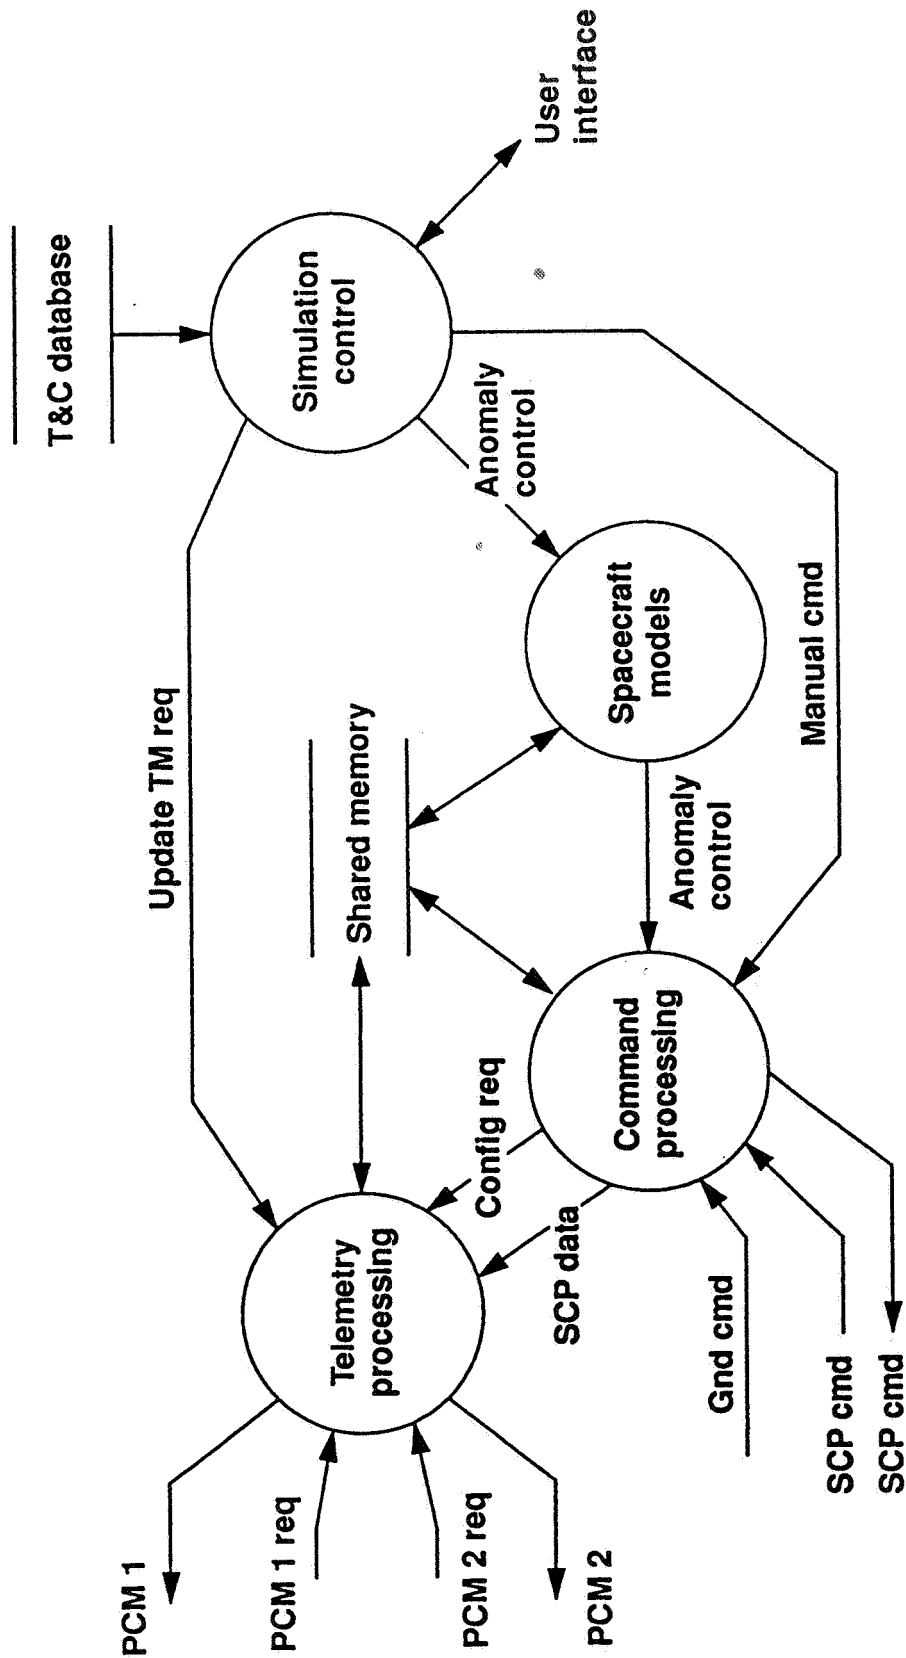 T&C database
Simulation
control
User
interface
Update TM req
Anomaly
control
Shared memory
Spacecraft
models
Manual cmd
Anomaly
control
Telemetry
processing
Config req
SCP data
Command
processing
PCM 1
PCM 1 req
PCM 2 req
PCM 2
Gnd cmd
SCP cmd
SCP cmd